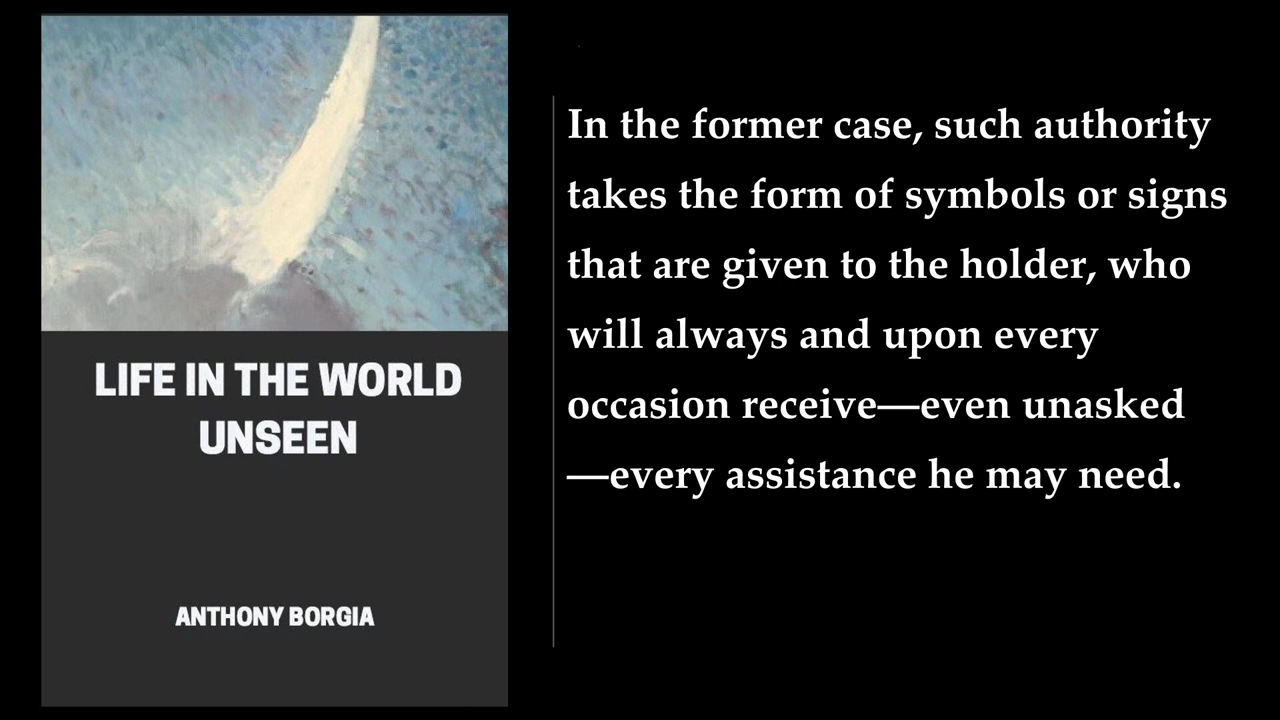 LIFE IN THE WORLD
UNSEEN
ANTHONY BORGIA
In the former case, such authority
takes the form of symbols or signs
that are given to the holder, who
will always and upon every
occasion receive—even unasked
—every assistance he may need.